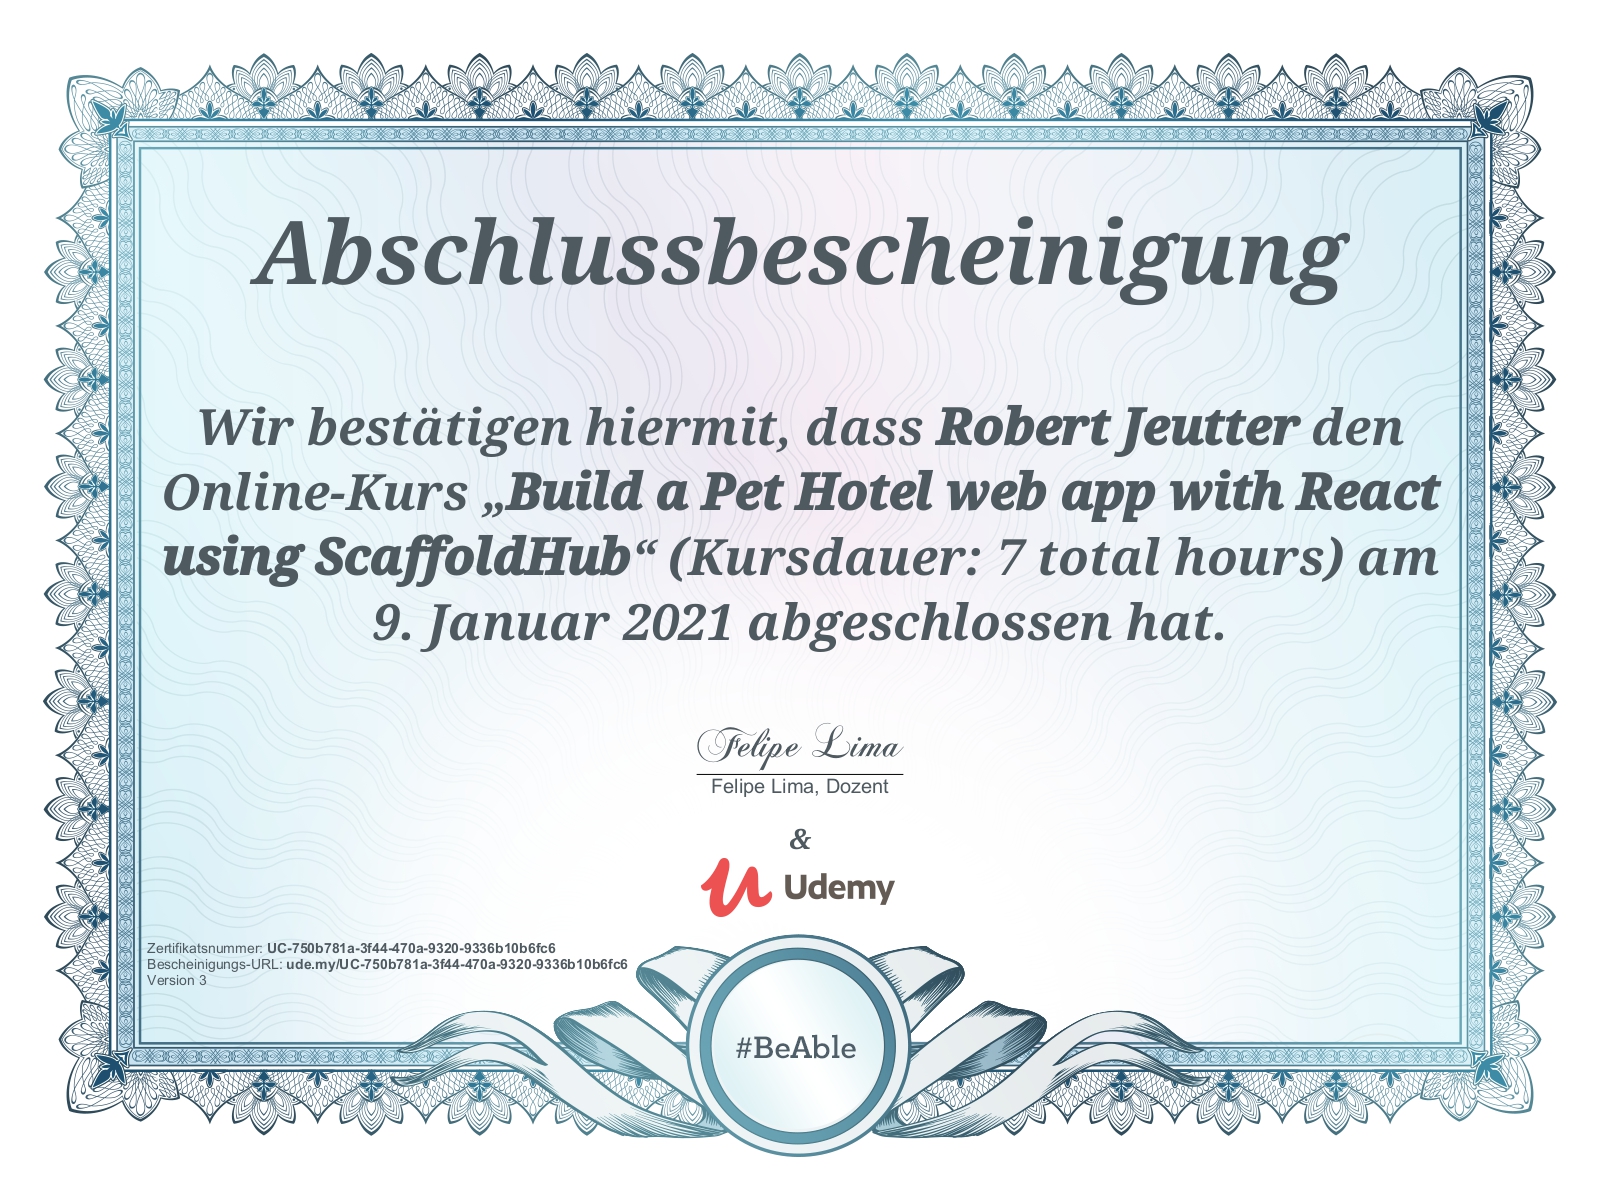 Abschlussbescheinigung
Wir bestätigen hiermit, dass Robert Jeutter den
Online-Kurs „Build a Pet Hotel web app with React
using ScaffoldHub“ (Kursdauer: 7 total hours) am
9. Januar 2021 abgeschlossen hat.
Felipe Lima
Felipe Lima, Dozent
&
Udemy
Zertifikatsnummer: UC-750b781a-3f44-470a-9320-9336b10b6fc6
Bescheinigungs-URL: ude.my/UC-750b781a-3f44-470a-9320-9336b10b6fc6
Version 3
#BeAble